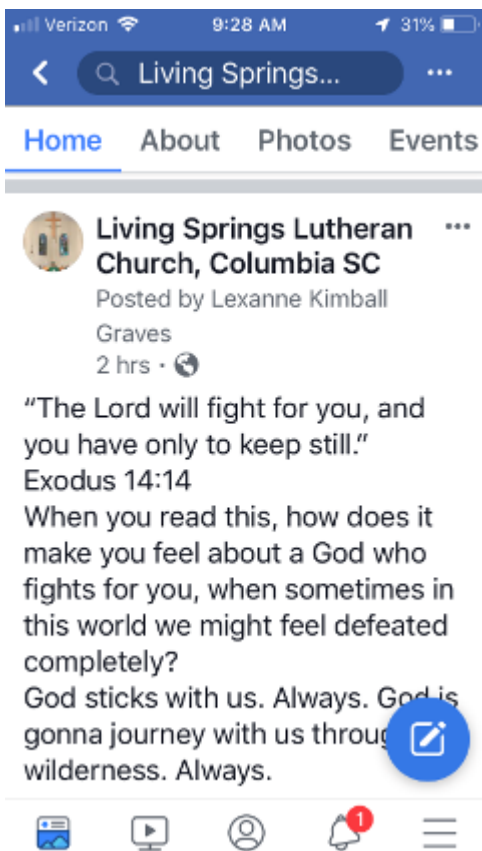 Verizon 9:28 AM 31%
Living Springs...
Home About Photos Events
Living Springs Lutheran
Church, Columbia SC
Posted by Lexanne Kimball
Graves
2 hrs ·
“The Lord will fight for you, and
you have only to keep still.”
Exodus 14:14
When you read this, how does it
make you feel about a God who
fights for you, when sometimes in
this world we might feel defeated
completely?
God sticks with us. Always. God is
gonna journey with us
wilderness. Always.
1